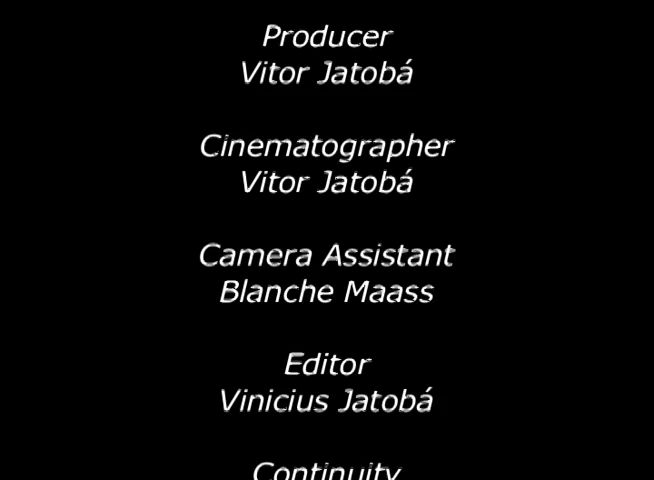 Producer
Vitor Jatobá
Cinematographer
Vitor Jatobá
Camera Assistant
Blanche Maass
Editor
Vinicius Jatobá
Continuity